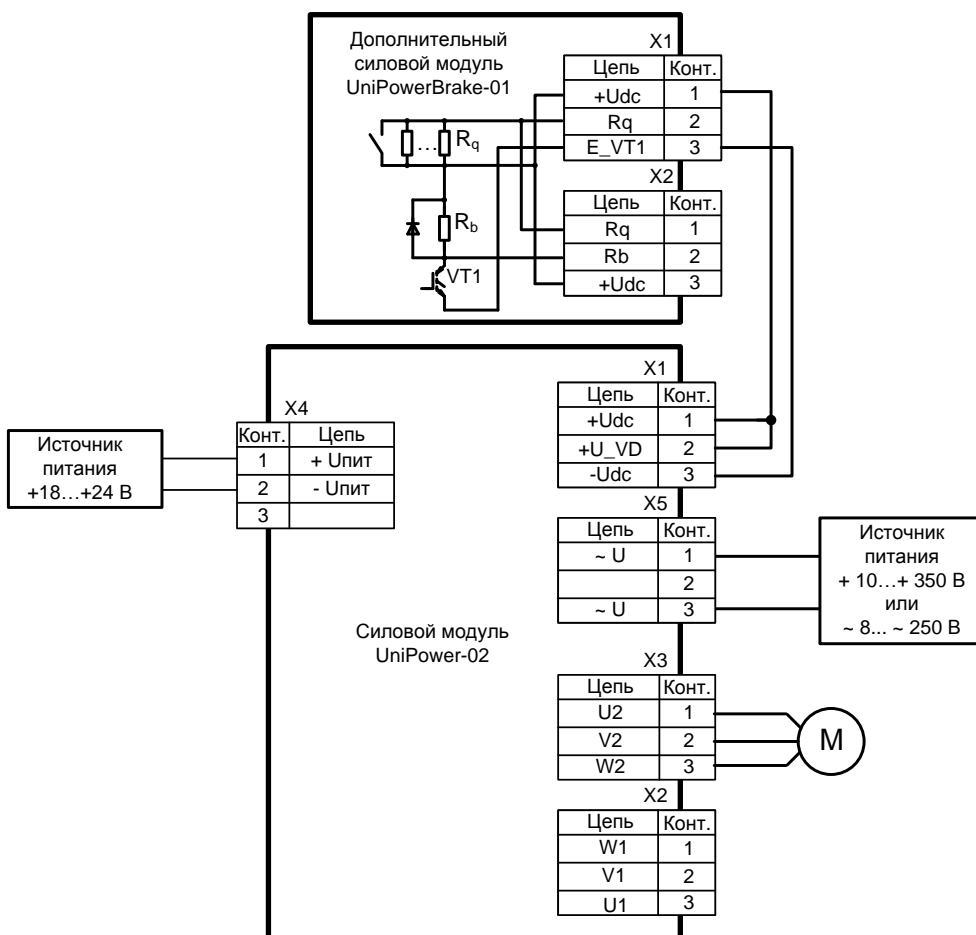 Дополнительный
силовой модуль
UniPowerBrake-01
X1
Цепь Конт.
+Udc 1
Rq 2
E_VT1 3
... Rq
X2
Цепь Конт.
Rq 1
Rb 2
+Udc 3
Rb
VT1
X1
Цепь Конт.
+Udc 1
+U_VD 2
-Udc 3
X4
Конт. Цепь
1 + Uпит
2 - Uпит
3
Источник
питания
+18...+24 В
X5
Цепь Конт.
~ U 1
2
~ U 3
Источник
питания
+ 10...+ 350 В
или
~ 8... ~ 250 В
Силовой модуль
UniPower-02
X3
Цепь Конт.
U2 1
V2 2
W2 3
M
X2
Цепь Конт.
W1 1
V1 2
U1 3